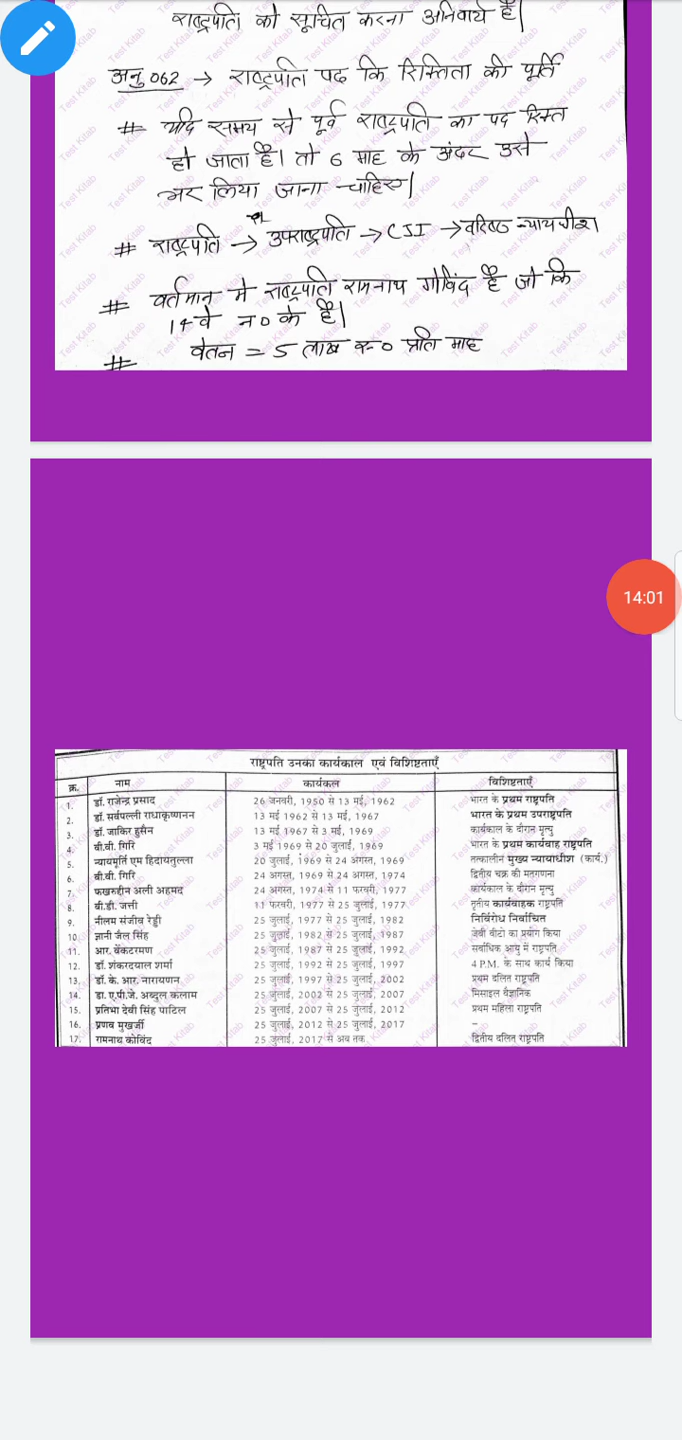 राष्ट्रपति को सूचित करना अनिवार्य है|
अनु 062 → राष्ट्रपति पद कि रिक्तिता की पूर्ति
# यदि समय से पूर्व राष्ट्रपति का पद रिक्त
हो जाता है। तो 6 माह के अंदर उसे
भर लिया जाना चाहिए|
# राष्ट्रपति → उपराष्ट्रपति → CJI → वरिष्ठ न्यायधीश।
# वर्तमान मे राष्ट्रपति रामनाथ गोविंद है जो कि
14वे न० के है|
# वेतन = 5 लाख रु० प्रति माह
14:01
राष्ट्रपति उनका कार्यकाल एवं विशिष्टताएँ
क्र. नाम कार्यकाल विशिष्टताएँ
1. डॉ. राजेन्द्र प्रसाद 26 जनवरी, 1950 से 13 मई, 1962 भारत के प्रथम राष्ट्रपति
2. डॉ. सर्वपल्ली राधाकृष्णनन 13 मई 1962 से 13 मई, 1967 भारत के प्रथम उपराष्ट्रपति
3. डॉ. जाकिर हुसैन 13 मई 1967 से 3 मई, 1969 कार्यकाल के दौरान मृत्यु
4. वी.वी. गिरि 3 मई 1969 से 20 जुलाई, 1969 भारत के प्रथम कार्यवाह राष्ट्रपति
5. न्यायमूर्ति एम हिदायतुल्ला 20 जुलाई, 1969 से 24 अगस्त, 1969 तत्कालीन मुख्य न्यायाधीश (कार्य.)
6. वी.वी. गिरि 24 अगस्त, 1969 से 24 अगस्त, 1974 द्वितीय चक्र की मतगणना
7. फखरुद्दीन अली अहमद 24 अगस्त, 1974 से 11 फरवरी, 1977 कार्यकाल के दौरान मृत्यु
8. बी.डी. जत्ती 11 फरवरी, 1977 से 25 जुलाई, 1977 तृतीय कार्यवाहक राष्ट्रपति
9. नीलम संजीव रेड्डी 25 जुलाई, 1977 से 25 जुलाई, 1982 निर्विरोध निर्वाचित
10. ज्ञानी जैल सिंह 25 जुलाई, 1982 से 25 जुलाई, 1987 जेबी वीटो का प्रयोग किया
11. आर. वेंकटरमण 25 जुलाई, 1987 से 25 जुलाई, 1992 सर्वाधिक आयु में राष्ट्रपति
12. डॉ. शंकरदयाल शर्मा 25 जुलाई, 1992 से 25 जुलाई, 1997 4 P.M. के साथ कार्य किया
13. डॉ. के. आर. नारायणन 25 जुलाई, 1997 से 25 जुलाई, 2002 प्रथम दलित राष्ट्रपति
14. डा. ए.पी.जे. अब्दुल कलाम 25 जुलाई, 2002 से 25 जुलाई, 2007 मिसाइल वैज्ञानिक
15. प्रतिभा देवी सिंह पाटिल 25 जुलाई, 2007 से 25 जुलाई, 2012 प्रथम महिला राष्ट्रपति
16. प्रणव मुखर्जी 25 जुलाई, 2012 से 25 जुलाई, 2017 –
17. रामनाथ कोविंद 25 जुलाई, 2017 से अब तक द्वितीय दलित राष्ट्रपति